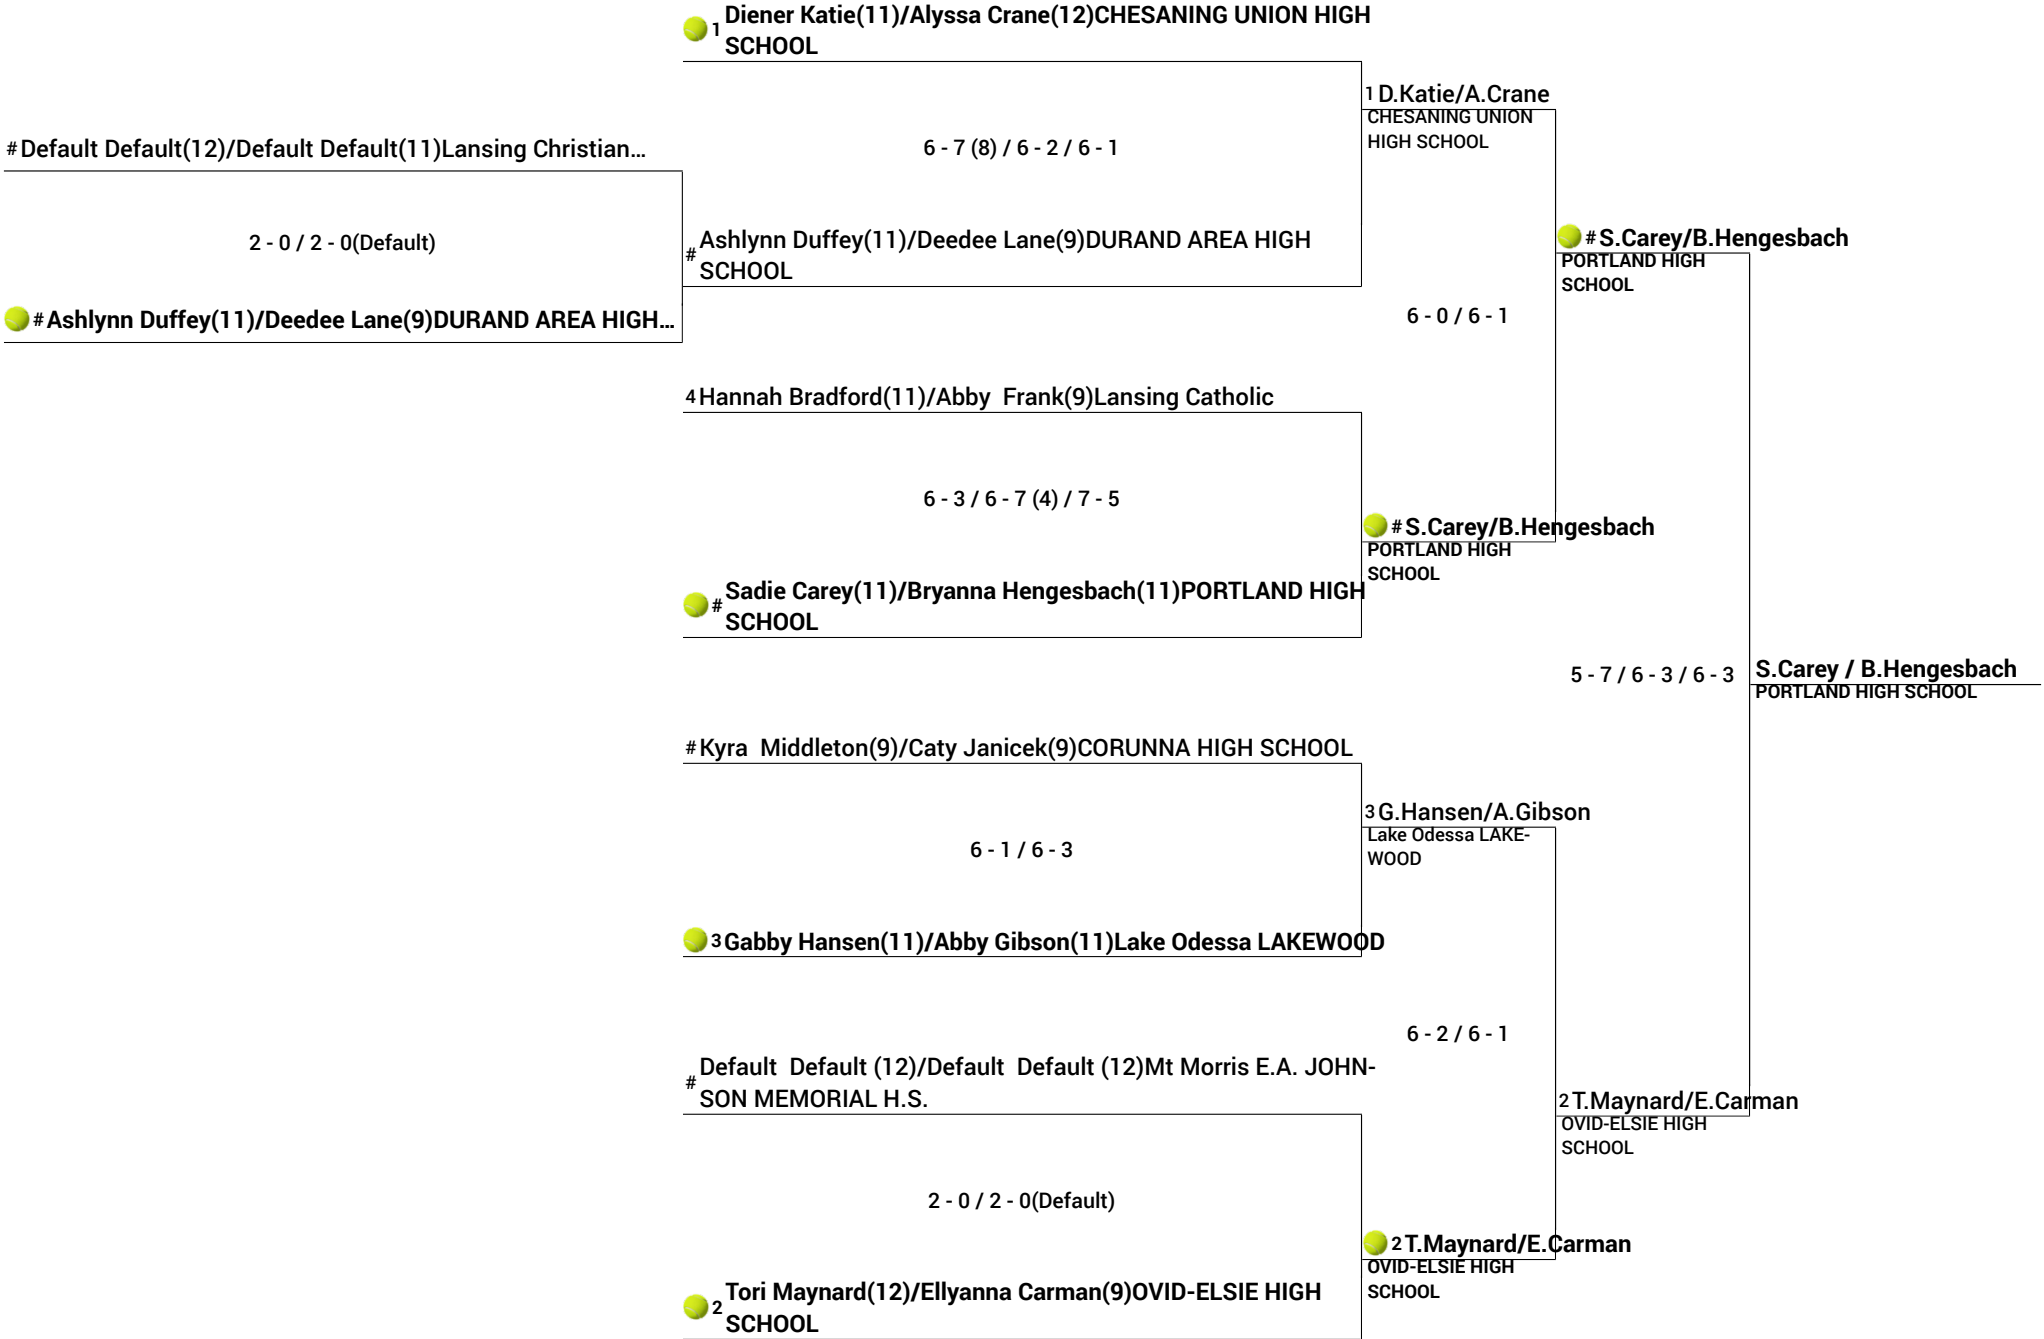 1 Diener Katie(11)/Alyssa Crane(12)CHESANING UNION HIGH
SCHOOL
1 D.Katie/A.Crane
CHESANING UNION
HIGH SCHOOL
#Default Default(12)/Default Default(11)Lansing Christian...
6 - 7 (8) / 6 - 2 / 6 - 1
2 - 0 / 2 - 0(Default)
# Ashlynn Duffey(11)/Deedee Lane(9)DURAND AREA HIGH
SCHOOL
# S.Carey/B.Hengesbach
PORTLAND HIGH
SCHOOL
#Ashlynn Duffey(11)/Deedee Lane(9)DURAND AREA HIGH...
6 - 0 / 6 - 1
4 Hannah Bradford(11)/Abby  Frank(9)Lansing Catholic
6 - 3 / 6 - 7 (4) / 7 - 5
# S.Carey/B.Hengesbach
PORTLAND HIGH
SCHOOL
# Sadie Carey(11)/Bryanna Hengesbach(11)PORTLAND HIGH
SCHOOL
5 - 7 / 6 - 3 / 6 - 3
S.Carey / B.Hengesbach
PORTLAND HIGH SCHOOL
#Kyra  Middleton(9)/Caty Janicek(9)CORUNNA HIGH SCHOOL
3 G.Hansen/A.Gibson
Lake Odessa LAKE-
WOOD
6 - 1 / 6 - 3
3 Gabby Hansen(11)/Abby Gibson(11)Lake Odessa LAKEWOOD
6 - 2 / 6 - 1
# Default  Default (12)/Default  Default (12)Mt Morris E.A. JOHN-
SON MEMORIAL H.S.
2 T.Maynard/E.Carman
OVID-ELSIE HIGH
SCHOOL
2 - 0 / 2 - 0(Default)
2 T.Maynard/E.Carman
OVID-ELSIE HIGH
SCHOOL
2 Tori Maynard(12)/Ellyanna Carman(9)OVID-ELSIE HIGH
SCHOOL